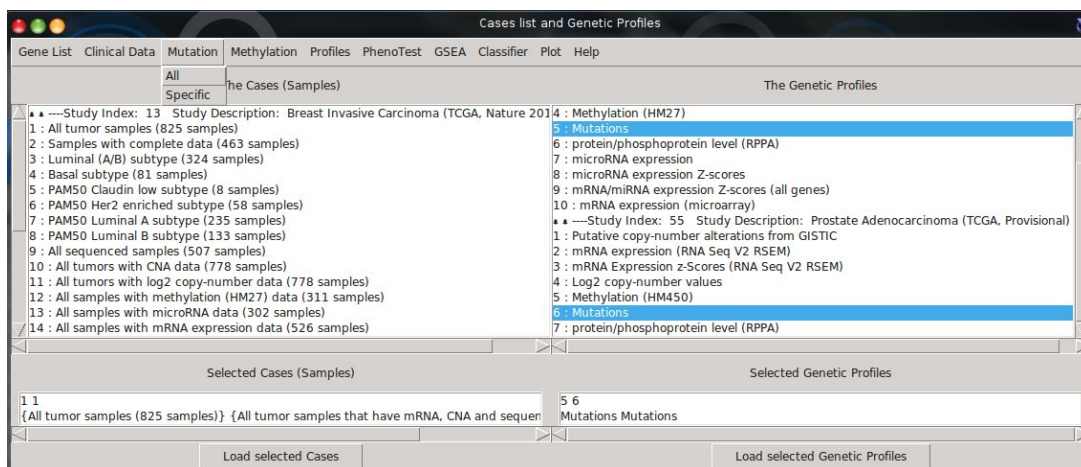 Cases list and Genetic Profiles
Gene List Clinical Data Mutation Methylation Profiles PhenoTest GSEA Classifier Plot Help
All
Specific
he Cases (Samples)
The Genetic Profiles
----Study Index: 13 Study Description: Breast Invasive Carcinoma (TCGA, Nature 201
1 : All tumor samples (825 samples)
2 : Samples with complete data (463 samples)
3 : Luminal (A/B) subtype (324 samples)
4 : Basal subtype (81 samples)
5 : PAM50 Claudin low subtype (8 samples)
6 : PAM50 Her2 enriched subtype (58 samples)
7 : PAM50 Luminal A subtype (235 samples)
8 : PAM50 Luminal B subtype (133 samples)
9 : All sequenced samples (507 samples)
10 : All tumors with CNA data (778 samples)
11 : All tumors with log2 copy-number data (778 samples)
12 : All samples with methylation (HM27) data (311 samples)
13 : All samples with microRNA data (302 samples)
14 : All samples with mRNA expression data (526 samples)
4 : Methylation (HM27)
5 : Mutations
6 : protein/phosphoprotein level (RPPA)
7 : microRNA expression
8 : microRNA expression Z-scores
9 : mRNA/miRNA expression Z-scores (all genes)
10 : mRNA expression (microarray)
----Study Index: 55 Study Description: Prostate Adenocarcinoma (TCGA, Provisional)
1 : Putative copy-number alterations from GISTIC
2 : mRNA expression (RNA Seq V2 RSEM)
3 : mRNA Expression z-Scores (RNA Seq V2 RSEM)
4 : Log2 copy-number values
5 : Methylation (HM450)
6 : Mutations
7 : protein/phosphoprotein level (RPPA)
Selected Cases (Samples)
Selected Genetic Profiles
1 1
{All tumor samples (825 samples)} {All tumor samples that have mRNA, CNA and sequen
5 6
Mutations Mutations
Load selected Cases
Load selected Genetic Profiles